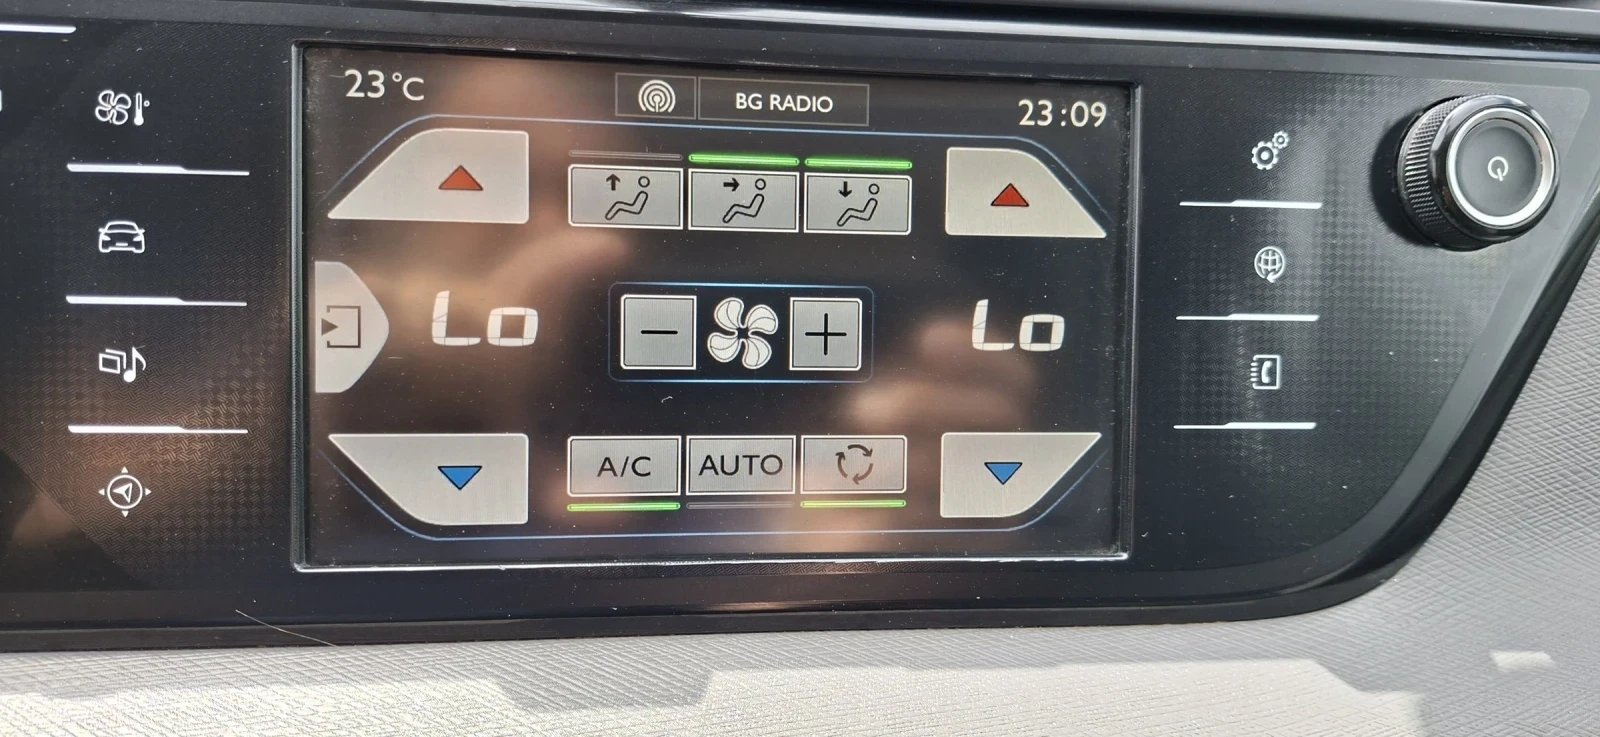 23°C
BG RADIO
23:09
Lo
Lo
A/C
AUTO